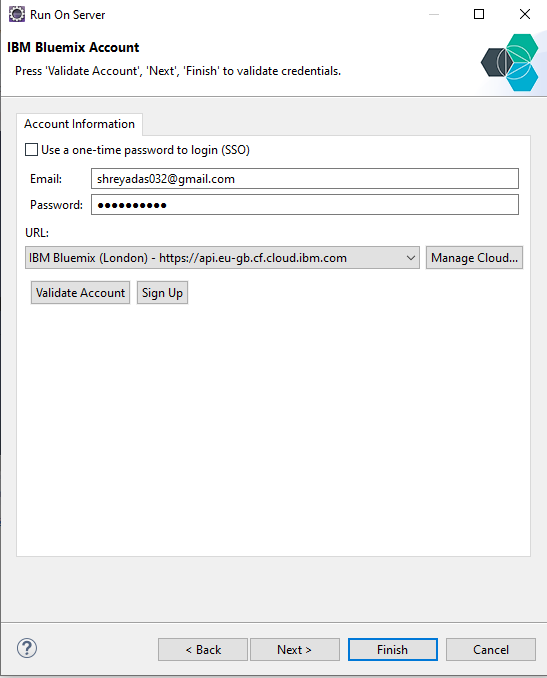 Run On Server
IBM Bluemix Account
Press 'Validate Account', 'Next', 'Finish' to validate credentials.
Account Information
Use a one-time password to login (SSO)
Email: shreyadas032@gmail.com
Password: ●●●●●●●●●●
URL:
IBM Bluemix (London) - https://api.eu-gb.cf.cloud.ibm.com Manage Cloud...
Validate Account Sign Up
? < Back Next > Finish Cancel